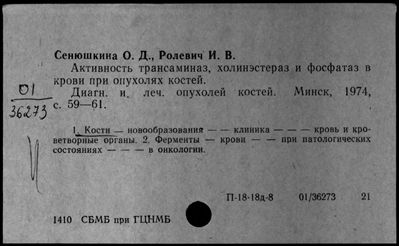 Сенюшкина О. Д., Ролевич И. В.
Активность трансаминаз, холинэстераз и фосфатаз в
крови при опухолях костей.
Диагн. и леч. опухолей костей. Минск, 1974,
с. 59—61.
01
36273
1. Кости — новообразования — — клиника — — — кровь и кро-
ветворные органы. 2. Ферменты — крови — — при патологических
состояниях — — — в онкологии.
П-18-18д-8 01/36273 21
1410 СБМБ при ГЦНМБ